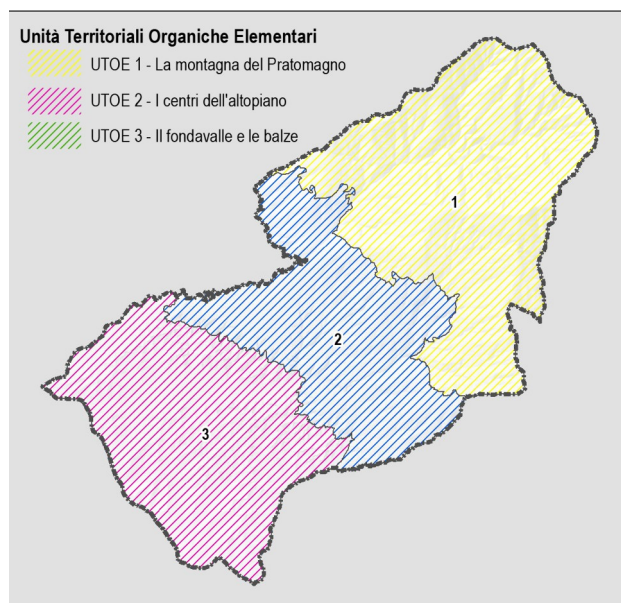 Unità Territoriali Organiche Elementari
UTOE 1 - La montagna del Pratomagno
UTOE 2 - I centri dell'altopiano
UTOE 3 - Il fondavalle e le balze
1
2
3